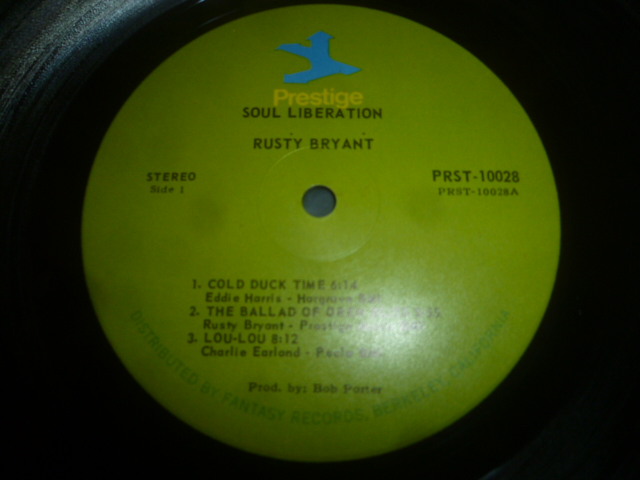 Prestige
SOUL LIBERATION
RUSTY BRYANT
STEREO
Side 1
PRST-10028
PRST-10028A
1. COLD DUCK TIME 6:14
Eddie Harris - Hargrove
2. THE BALLAD OF
Rusty Bryant - Prestige
3. LOU-LOU 8:12
Charlie Earland -
Prod. by: Bob Porter
DISTRIBUTED BY FANTASY RECORDS, BERKELEY, CALIFORNIA